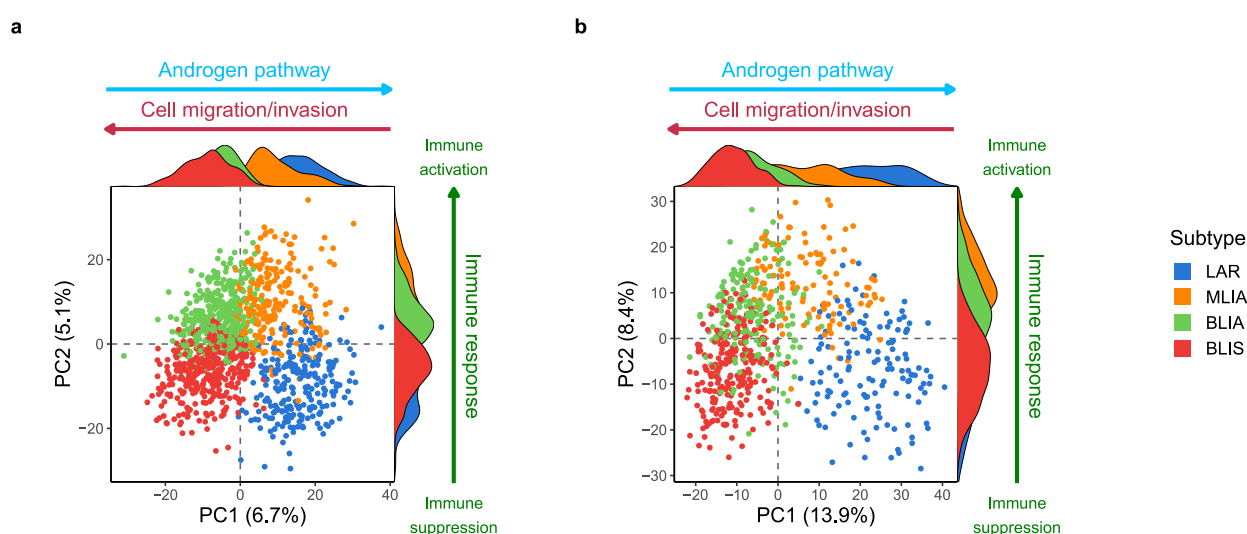 a
Androgen pathway
Cell migration/invasion
Immune
activation
20
0
−20
PC2 (5.1%)
−20
0
20
40
PC1 (6.7%)
Immune response
Immune
suppression
b
Androgen pathway
Cell migration/invasion
Immune
activation
30
20
10
0
−10
−20
−30
PC2 (8.4%)
−20
−10
0
10
20
30
40
PC1 (13.9%)
Immune response
Immune
suppression
Subtype
LAR
MLIA
BLIA
BLIS